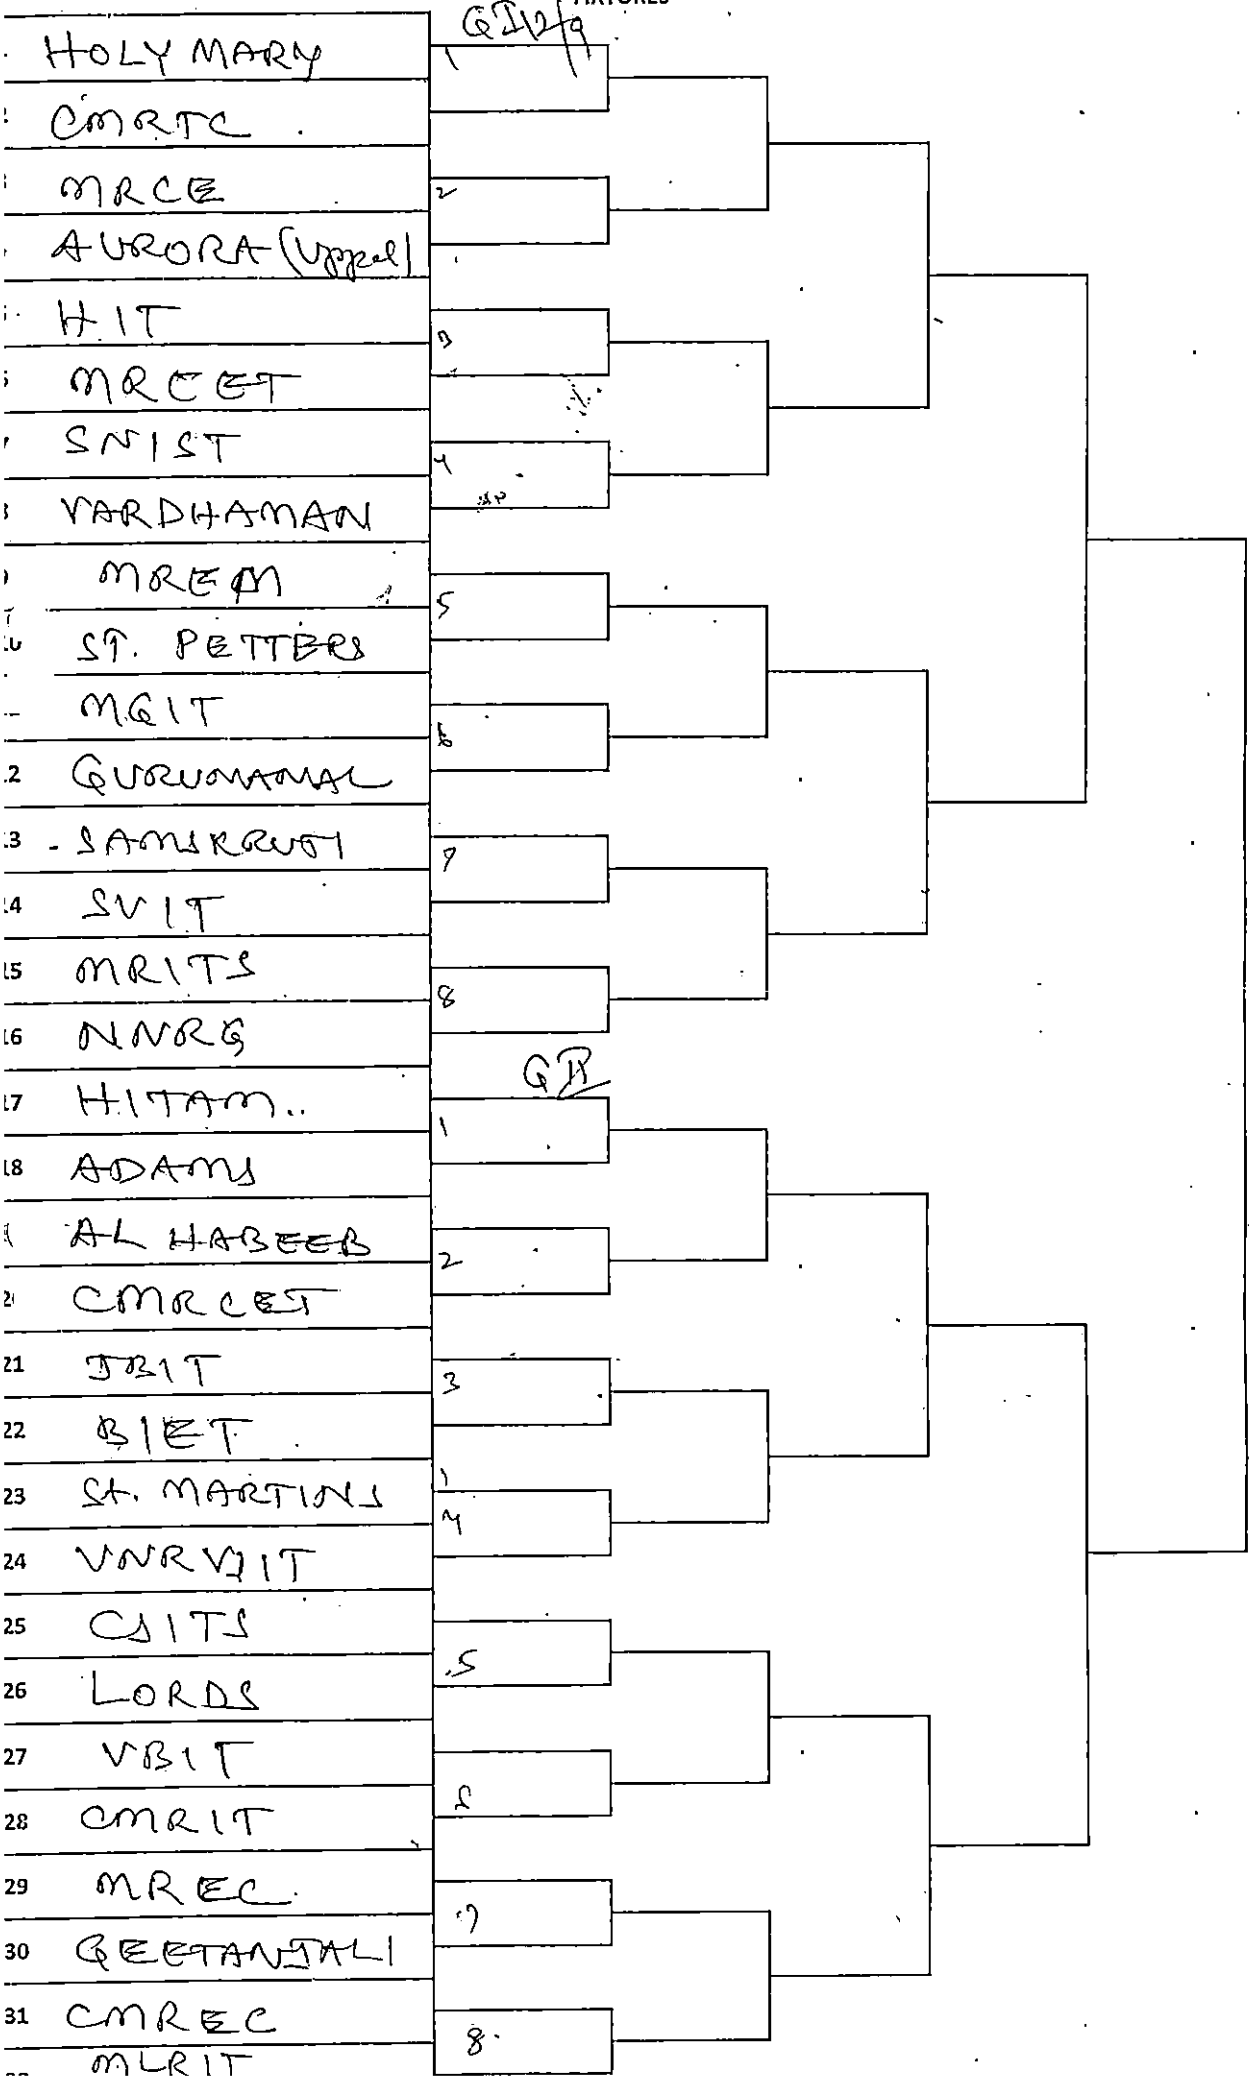 FIXTURES
GI 12/9
HOLY MARY
1
CMRTC
MRCE
2
AURORA (Uppal)
HIT
3
MRCET
SNIST
4
VARDHAMAN
MREM
5
ST. PETTERS
MGIT
6
12 GURUNANAK
13 SAMSKRUTI
7
14 SVIT
15 MRITS
8
16 NNRG
GII
17 HITAM..
1
18 ADAMS
AL HABEEB
2
CMRCET
21 JBIT
3
22 BIET
23 St. MARTINS
4
24 VNRVJIT
25 CSITS
5
26 LORDS
27 VBIT
28 CMRIT
29 MREC
7
30 GEETANJALI
31 CMREC
8
MLRIT